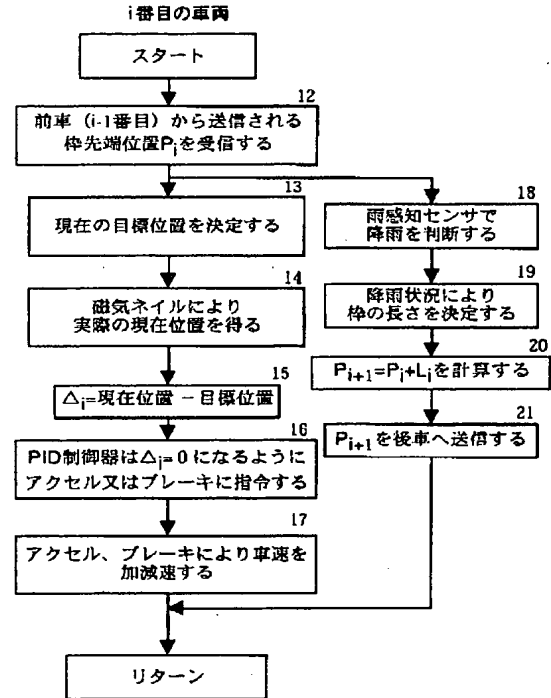 i番目の車両
スタート
12
前車（i-1番目）から送信される
枠先端位置Piを受信する
13
現在の目標位置を決定する
14
磁気ネイルにより
実際の現在位置を得る
15
△i=現在位置－目標位置
16
PID制御器は△i=0になるように
アクセル又はブレーキに指令する
17
アクセル、ブレーキにより車速を
加減速する
18
雨感知センサで
降雨を判断する
19
降雨状況により
枠の長さを決定する
20
Pi+1=Pi+Liを計算する
21
Pi+1を後車へ送信する
リターン